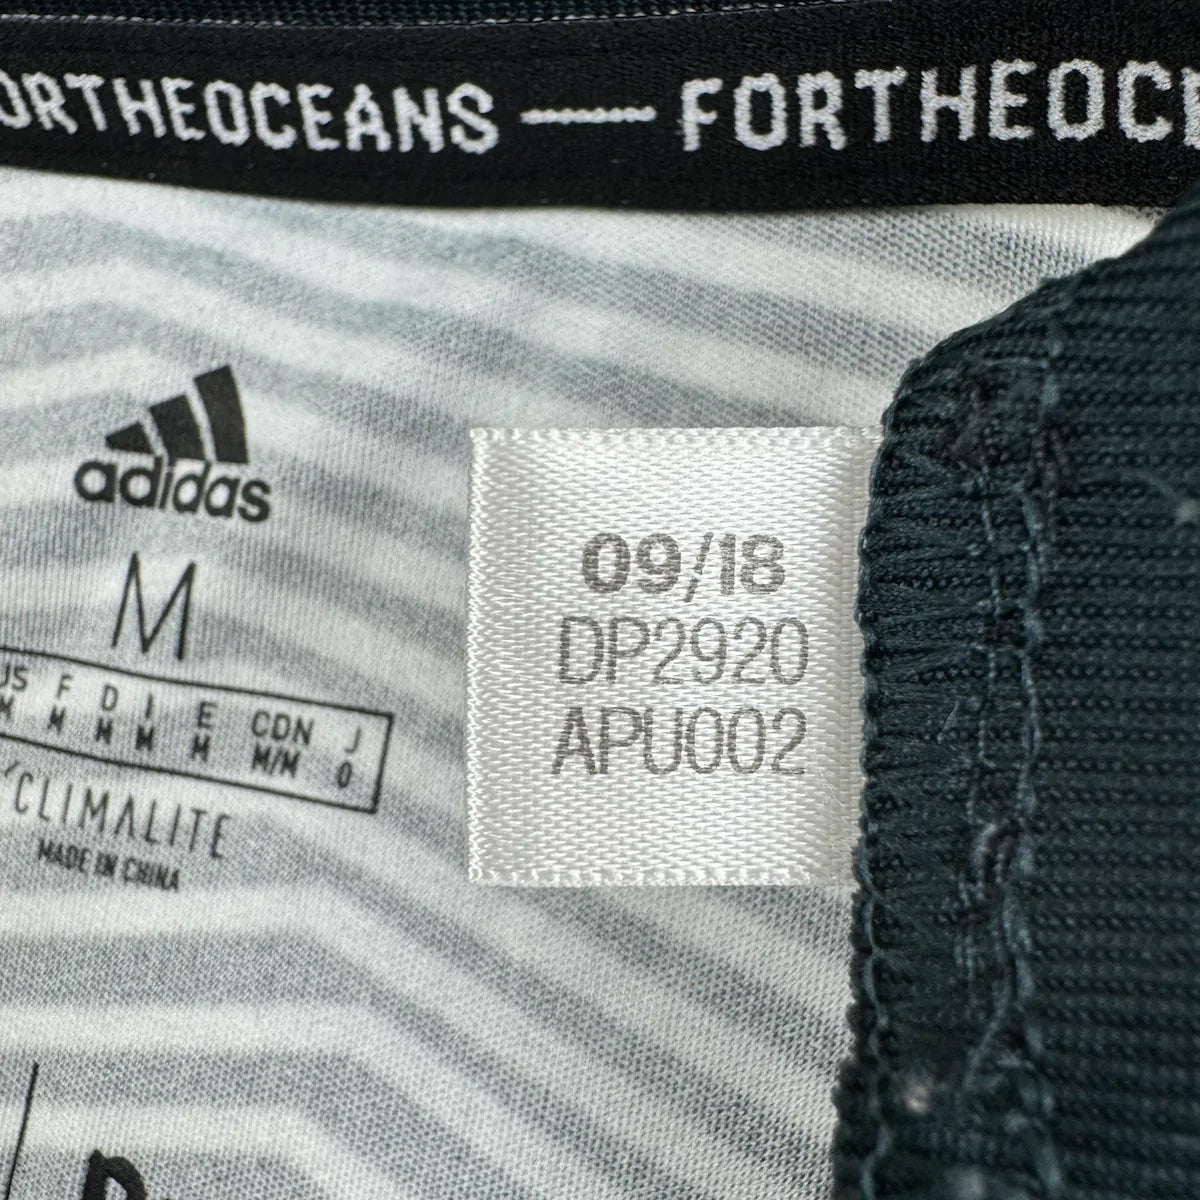 ORTHEOCEANS — FORTHEOC
adidas
M
US F D I E CDN J
M M M M M M/M O
CLIMALITE
MADE IN CHINA
09/18
DP2920
APU002